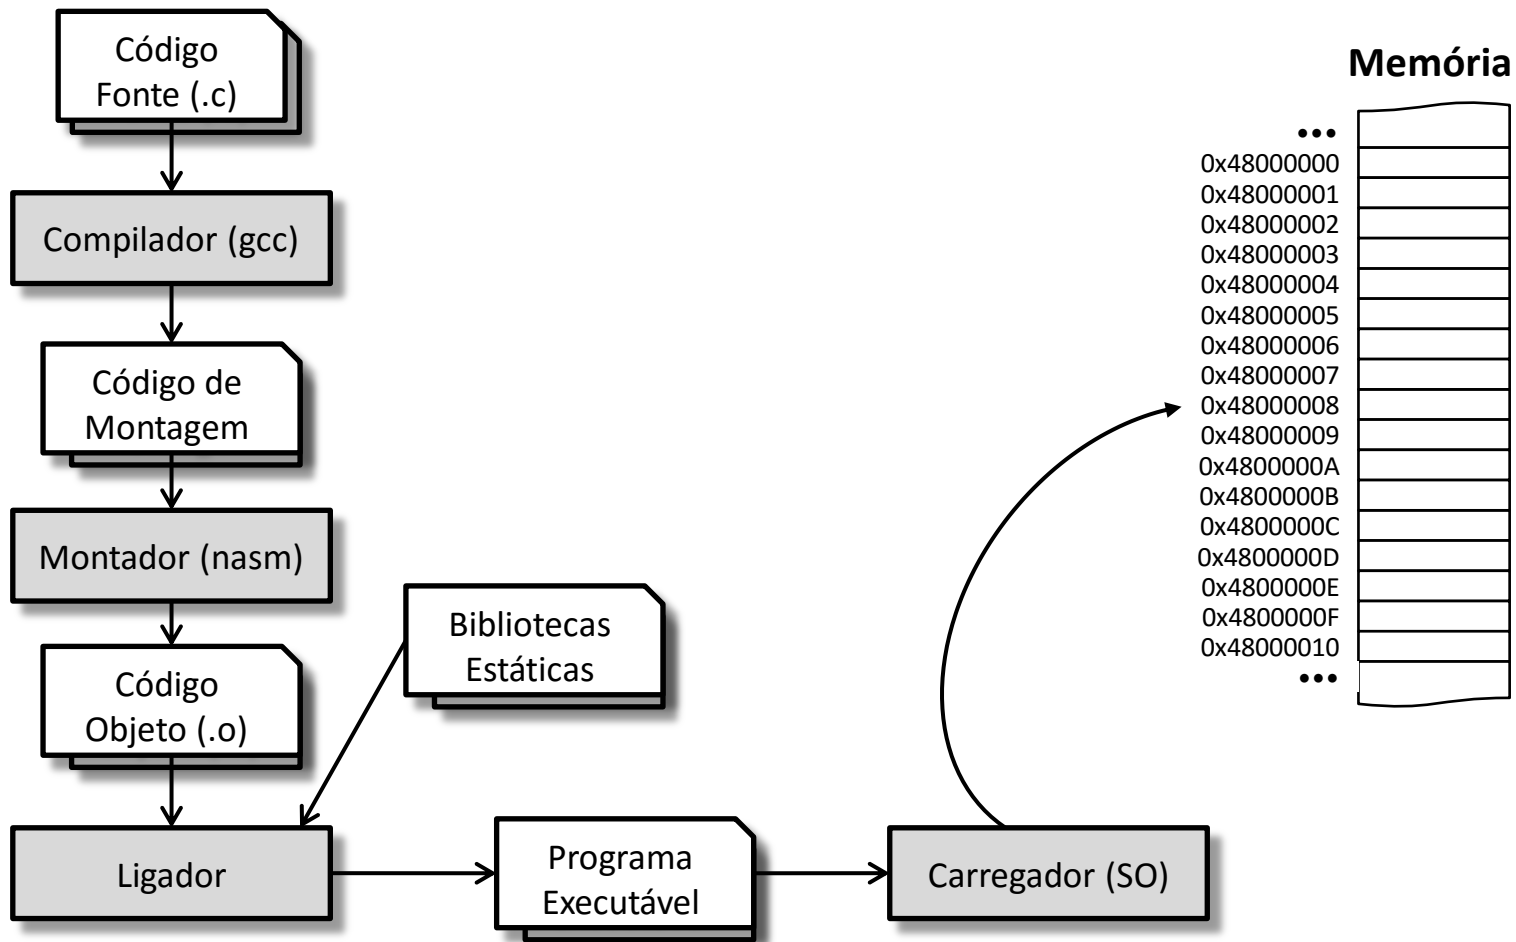 Código
Fonte (.c)
Compilador (gcc)
Código de
Montagem
Montador (nasm)
Código
Objeto (.o)
Bibliotecas
Estáticas
Ligador
Programa
Executável
Carregador (SO)
Memória
•••
0x48000000
0x48000001
0x48000002
0x48000003
0x48000004
0x48000005
0x48000006
0x48000007
0x48000008
0x48000009
0x4800000A
0x4800000B
0x4800000C
0x4800000D
0x4800000E
0x4800000F
0x48000010
•••